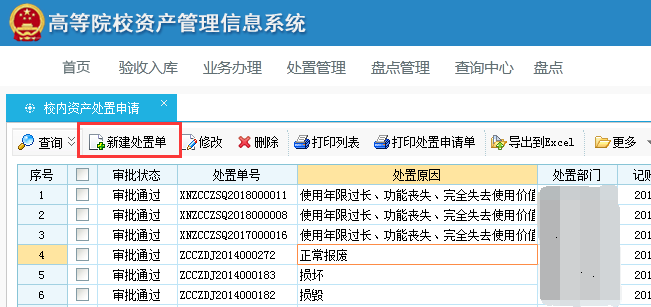 高等院校资产管理信息系统
首页 验收入库 业务办理 处置管理 盘点管理 查询中心 盘点
校内资产处置申请 ×
查询 新建处置单 修改 删除 打印列表 打印处置申请单 导出到Excel 更多
序号 审批状态 处置单号 处置原因 处置部门 记账
1 审批通过 XNZCCZSQ2018000011 使用年限过长、功能丧失、完全失去使用价值 201
2 审批通过 XNZCCZSQ2018000008 使用年限过长、功能丧失、完全失去使用价值 201
3 审批通过 XNZCCZSQ2017000016 使用年限过长、功能丧失、完全失去使用价值 201
4 审批通过 ZCCZDJ2014000272 正常报废 201
5 审批通过 ZCCZDJ2014000183 损坏 201
6 审批通过 ZCCZDJ2014000182 损毁 201